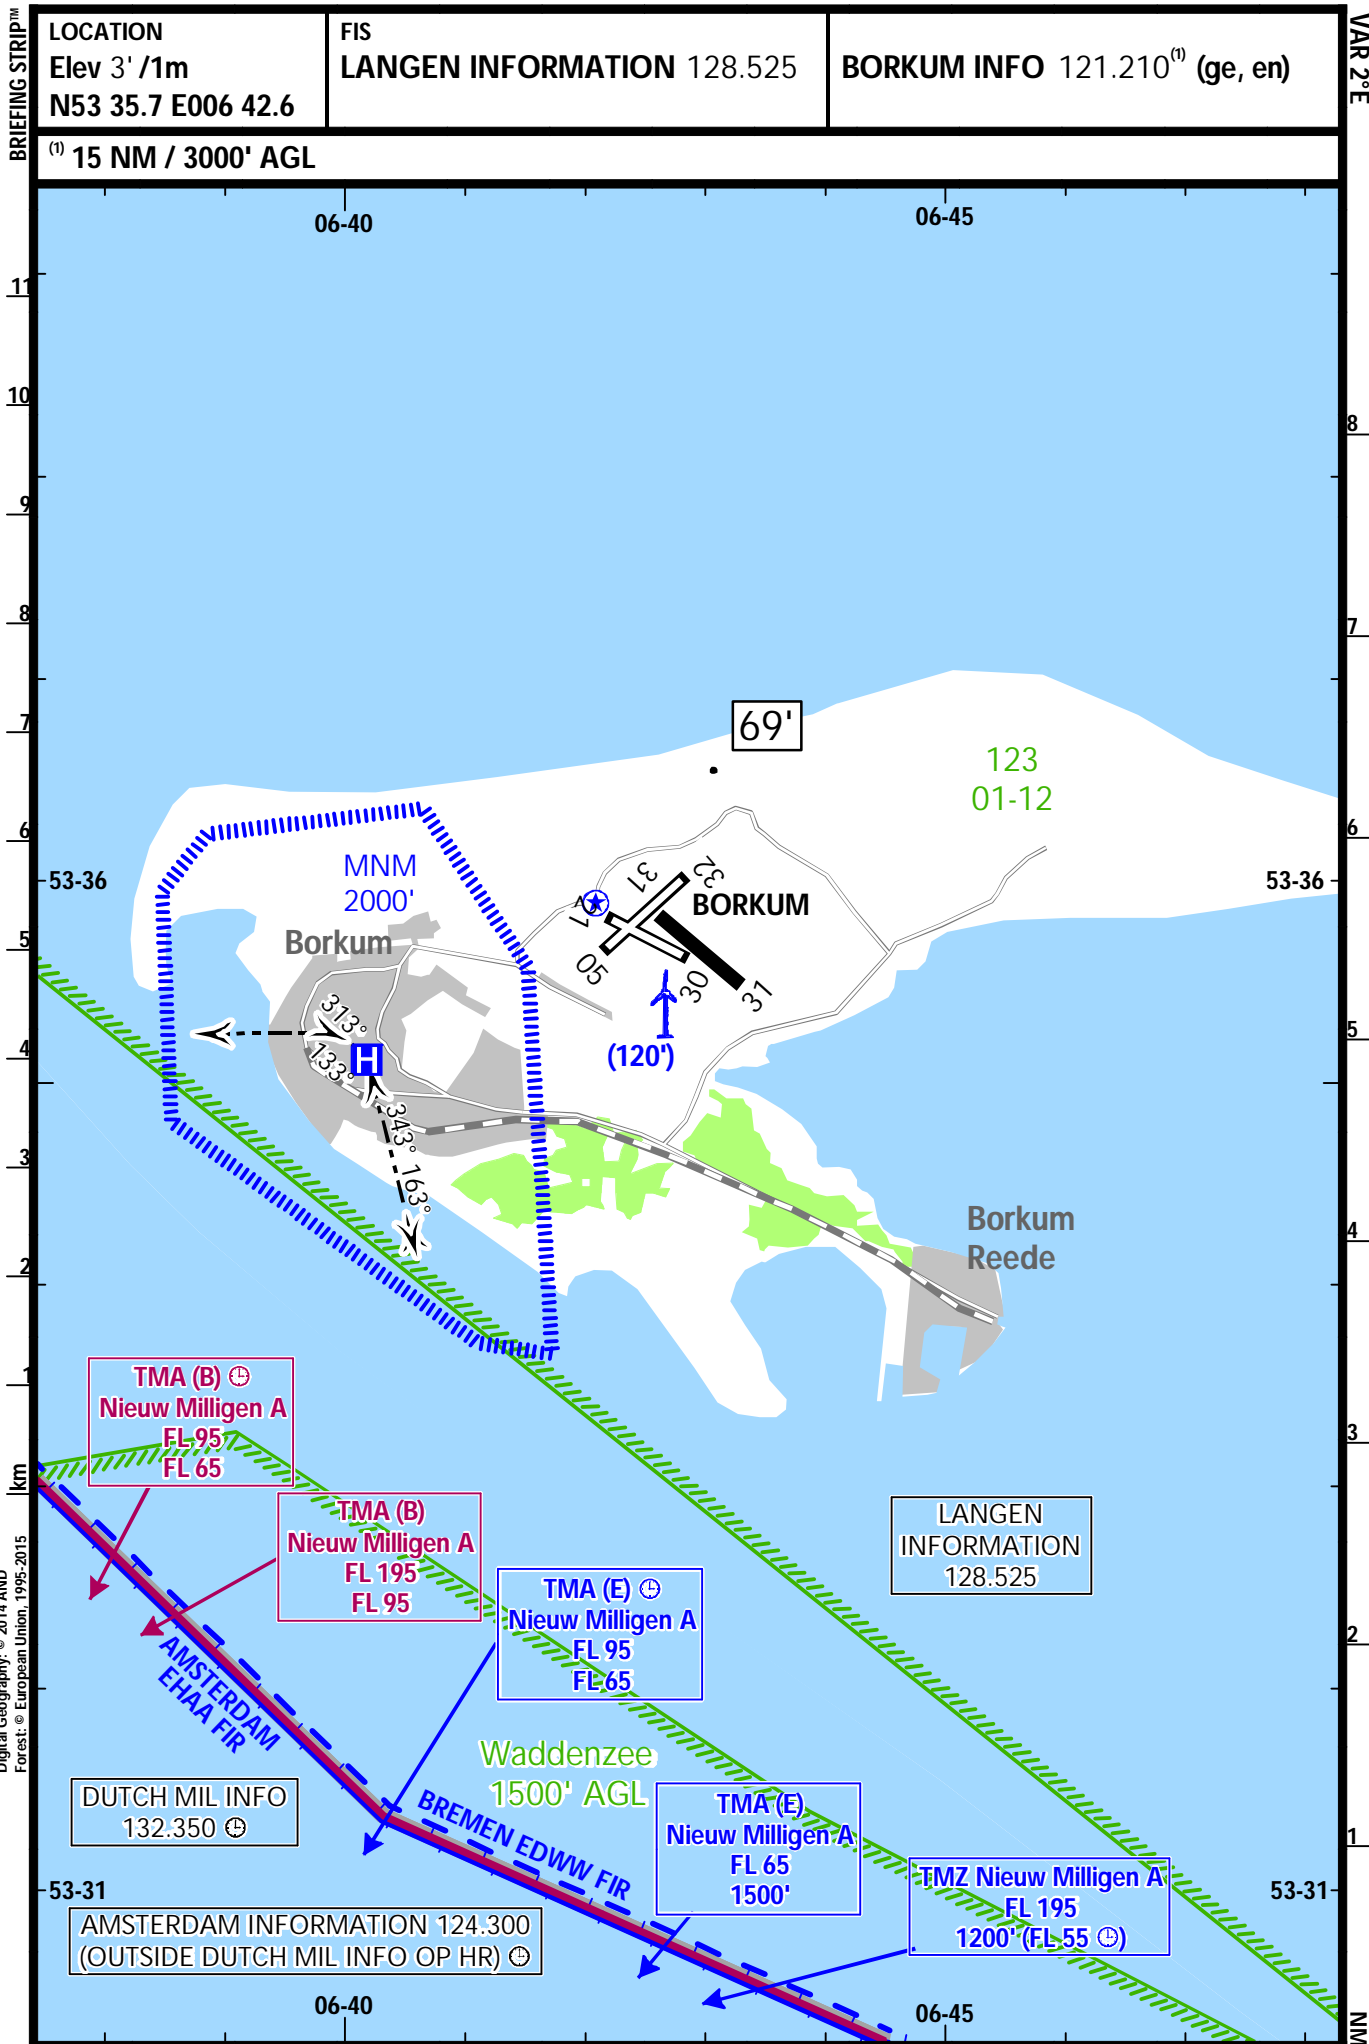 BRIEFING STRIP™
LOCATION
Elev 3' /1m
N53 35.7 E006 42.6
FIS
LANGEN INFORMATION 128.525
BORKUM INFO 121.210(1) (ge, en)
VAR 2°E
(1) 15 NM / 3000' AGL
06-40
06-45
11
10
9
8
7
6
5
4
3
2
1
km
8
7
6
5
4
3
2
1
NM
69'
123
01-12
MNM
2000'
53-36
53-36
31
32
BORKUM
Borkum
05
30
31
(120')
313°
133°
H
343° 163°
Borkum
Reede
TMA (B)
Nieuw Milligen A
FL 95
FL 65
TMA (B)
Nieuw Milligen A
FL 195
FL 95
LANGEN
INFORMATION
128.525
TMA (E)
Nieuw Milligen A
FL 95
FL 65
AMSTERDAM
EHAA FIR
Waddenzee
1500' AGL
DUTCH MIL INFO
132.350
BREMEN EDWW FIR
TMA (E)
Nieuw Milligen A
FL 65
1500'
TMZ Nieuw Milligen A
FL 195
1200' (FL 55 )
53-31
53-31
AMSTERDAM INFORMATION 124.300
(OUTSIDE DUTCH MIL INFO OP HR)
06-40
06-45
Digital Geography: © 2014 AND
Forest: © European Union, 1995-2015